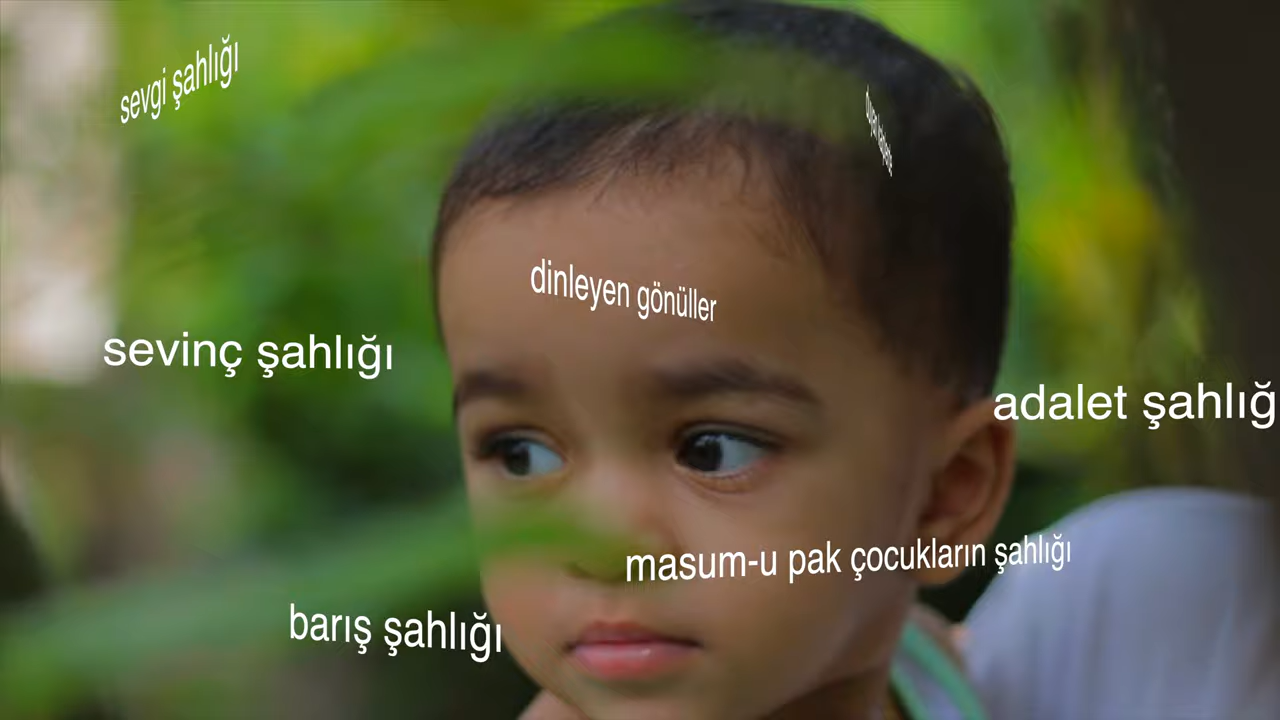 sevgi şahlığı
dinleyen gönüller
sevinç şahlığı
adalet şahlığ
masum-u pak çocukların şahlığı
barış şahlığı